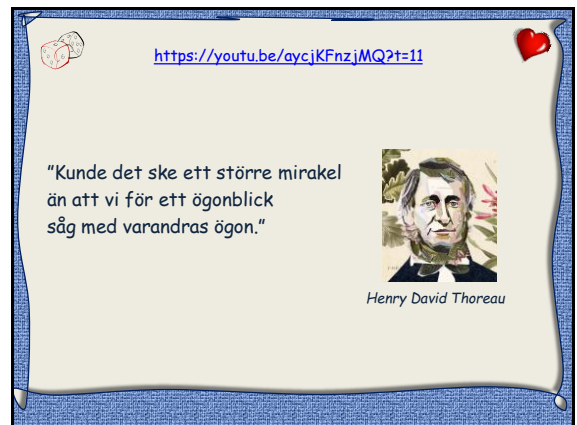 https://youtu.be/aycjKFnzjMQ?t=11
"Kunde det ske ett större mirakel
än att vi för ett ögonblick
såg med varandras ögon."
Henry David Thoreau